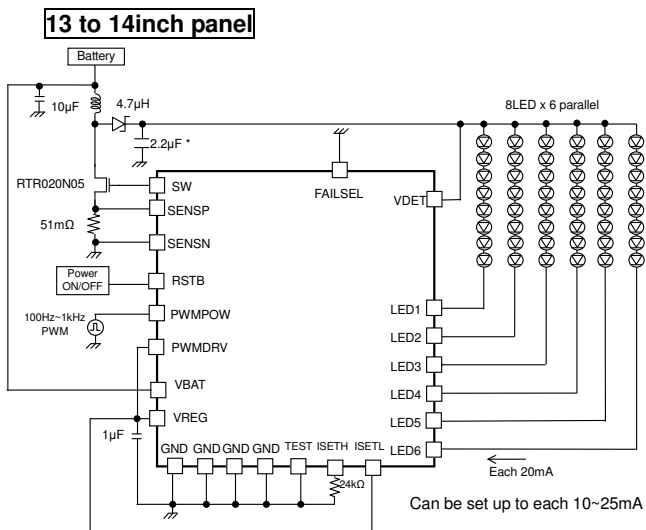 13 to 14inch panel
Battery
10µF
4.7µH
2.2µF *
8LED x 6 parallel
RTR020N05
SW
FAILSEL
VDET
SENSP
51mΩ
SENSN
Power
ON/OFF
RSTB
100Hz~1kHz
PWM
PWMPOW
LED1
PWMDRV
LED2
LED3
VBAT
LED4
VREG
LED5
1µF
GND GND GND GND TEST ISETH ISETL
LED6
24kΩ
Each 20mA
Can be set up to each 10~25mA